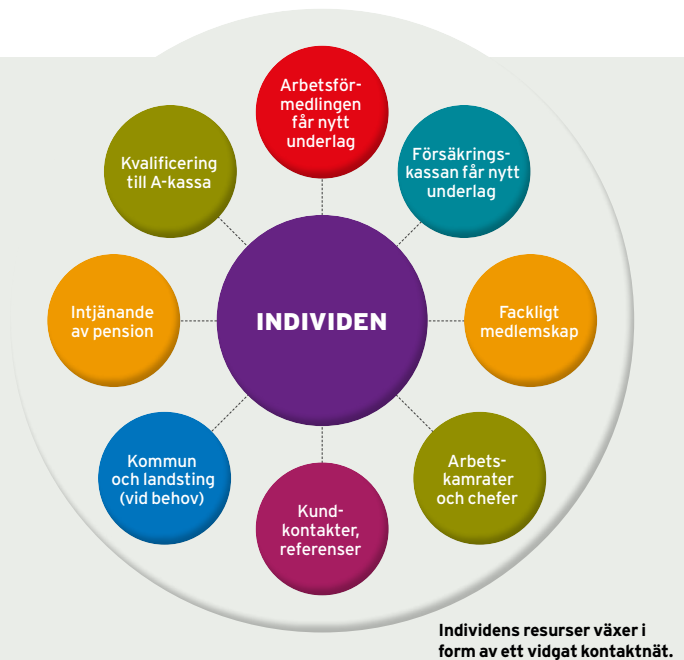 Arbetsför-
medlingen
får nytt
underlag
Försäkrings-
kassan får nytt
underlag
Kvalificering
till A-kassa
Intjänande
av pension
INDIVIDEN
Fackligt
medlemskap
Kommun
och landsting
(vid behov)
Arbets-
kamrater
och chefer
Kund-
kontakter,
referenser
Individens resurser växer i
form av ett vidgat kontaktnät.